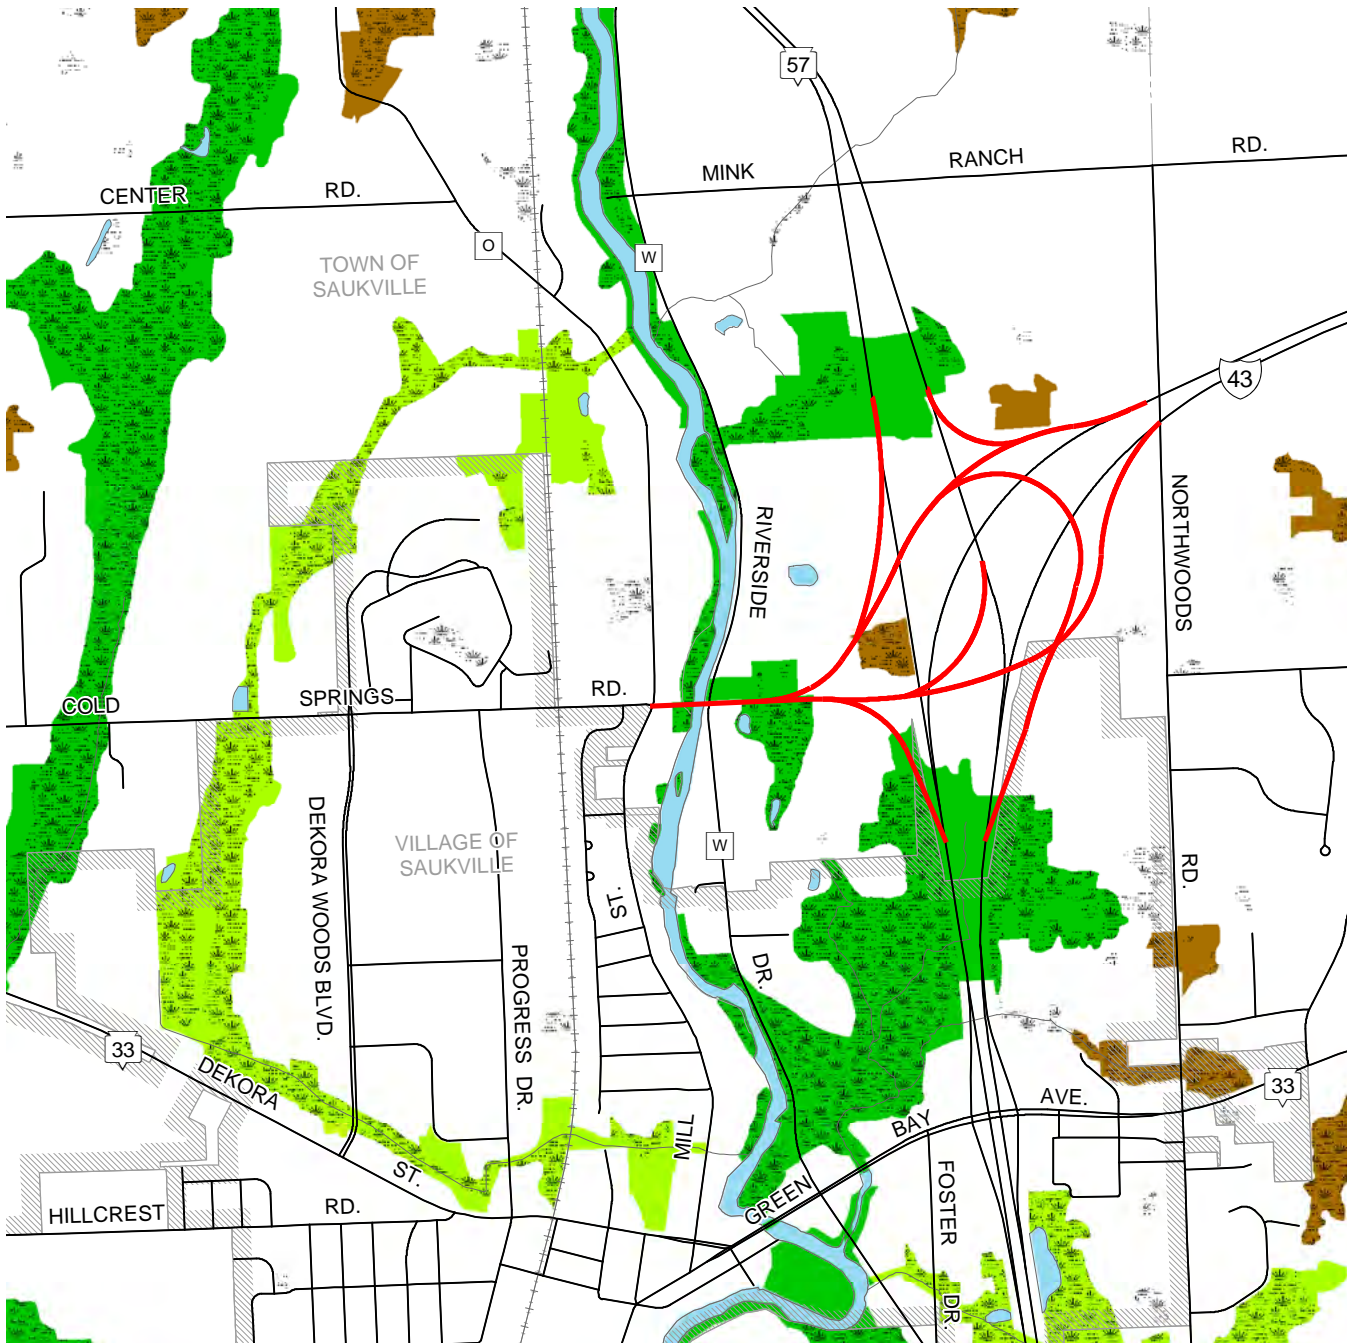 57
MINK
RANCH
RD.
CENTER
RD.
O
W
TOWN OF
SAUKVILLE
43
NORTHWOODS
RIVERSIDE
COLD
SPRINGS
RD.
DEKORA WOODS BLVD.
VILLAGE OF
SAUKVILLE
W
RD.
ST.
PROGRESS DR.
DR.
33
DEKORA
AVE.
33
BAY
MILL
ST.
GREEN
FOSTER
HILLCREST
RD.
DR.